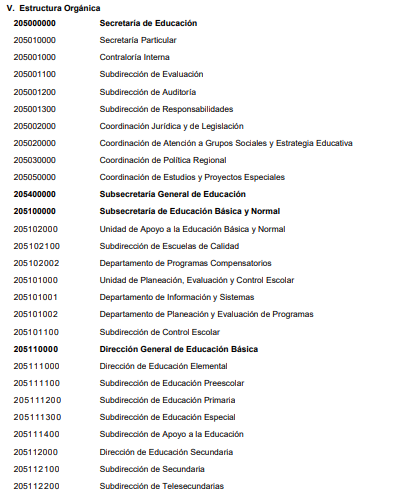 V. Estructura Orgánica
205000000 Secretaría de Educación
205010000 Secretaría Particular
205001000 Contraloría Interna
205001100 Subdirección de Evaluación
205001200 Subdirección de Auditoría
205001300 Subdirección de Responsabilidades
205002000 Coordinación Jurídica y de Legislación
205020000 Coordinación de Atención a Grupos Sociales y Estrategia Educativa
205030000 Coordinación de Política Regional
205050000 Coordinación de Estudios y Proyectos Especiales
205400000 Subsecretaría General de Educación
205100000 Subsecretaría de Educación Básica y Normal
205102000 Unidad de Apoyo a la Educación Básica y Normal
205102100 Subdirección de Escuelas de Calidad
205102002 Departamento de Programas Compensatorios
205101000 Unidad de Planeación, Evaluación y Control Escolar
205101001 Departamento de Información y Sistemas
205101002 Departamento de Planeación y Evaluación de Programas
205101100 Subdirección de Control Escolar
205110000 Dirección General de Educación Básica
205111000 Dirección de Educación Elemental
205111100 Subdirección de Educación Preescolar
205111200 Subdirección de Educación Primaria
205111300 Subdirección de Educación Especial
205111400 Subdirección de Apoyo a la Educación
205112000 Dirección de Educación Secundaria
205112100 Subdirección de Secundaria
205112200 Subdirección de Telesecundarias